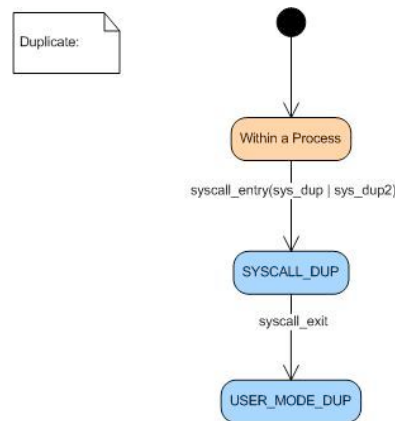 Duplicate:
Within a Process
syscall_entry(sys_dup | sys_dup2)
SYSCALL_DUP
syscall_exit
USER_MODE_DUP